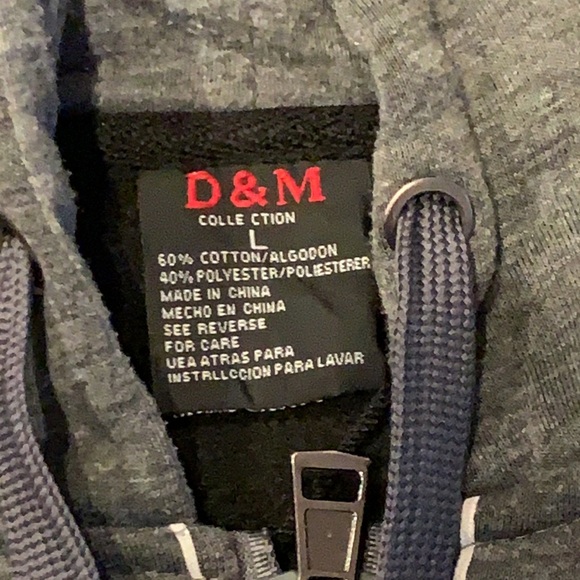 D & M
COLLE CTION
L
60% COTTON/ALGODON
40% POLYESTER/POLIESTERER
MADE IN CHINA
MECHO EN CHINA
SEE REVERSE
FOR CARE
UEA ATRAS PARA
INSTRLLCCION PARA LAVAR